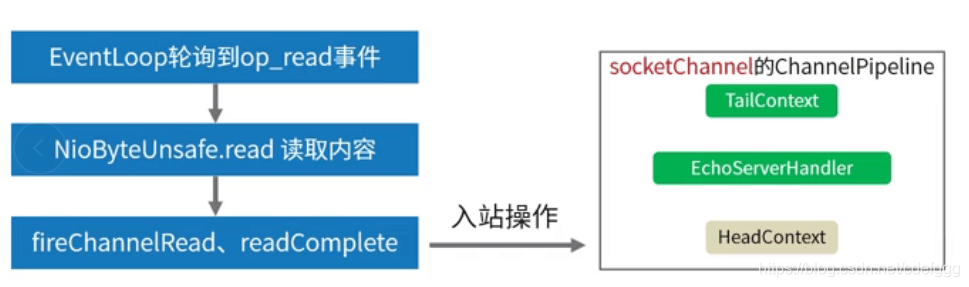 EventLoop轮询到op_read事件
NioByteUnsafe.read 读取内容
fireChannelRead、readComplete
入站操作
socketChannel的ChannelPipeline
TailContext
EchoServerHandler
HeadContext
https://blog.csdn.net/cdefggg